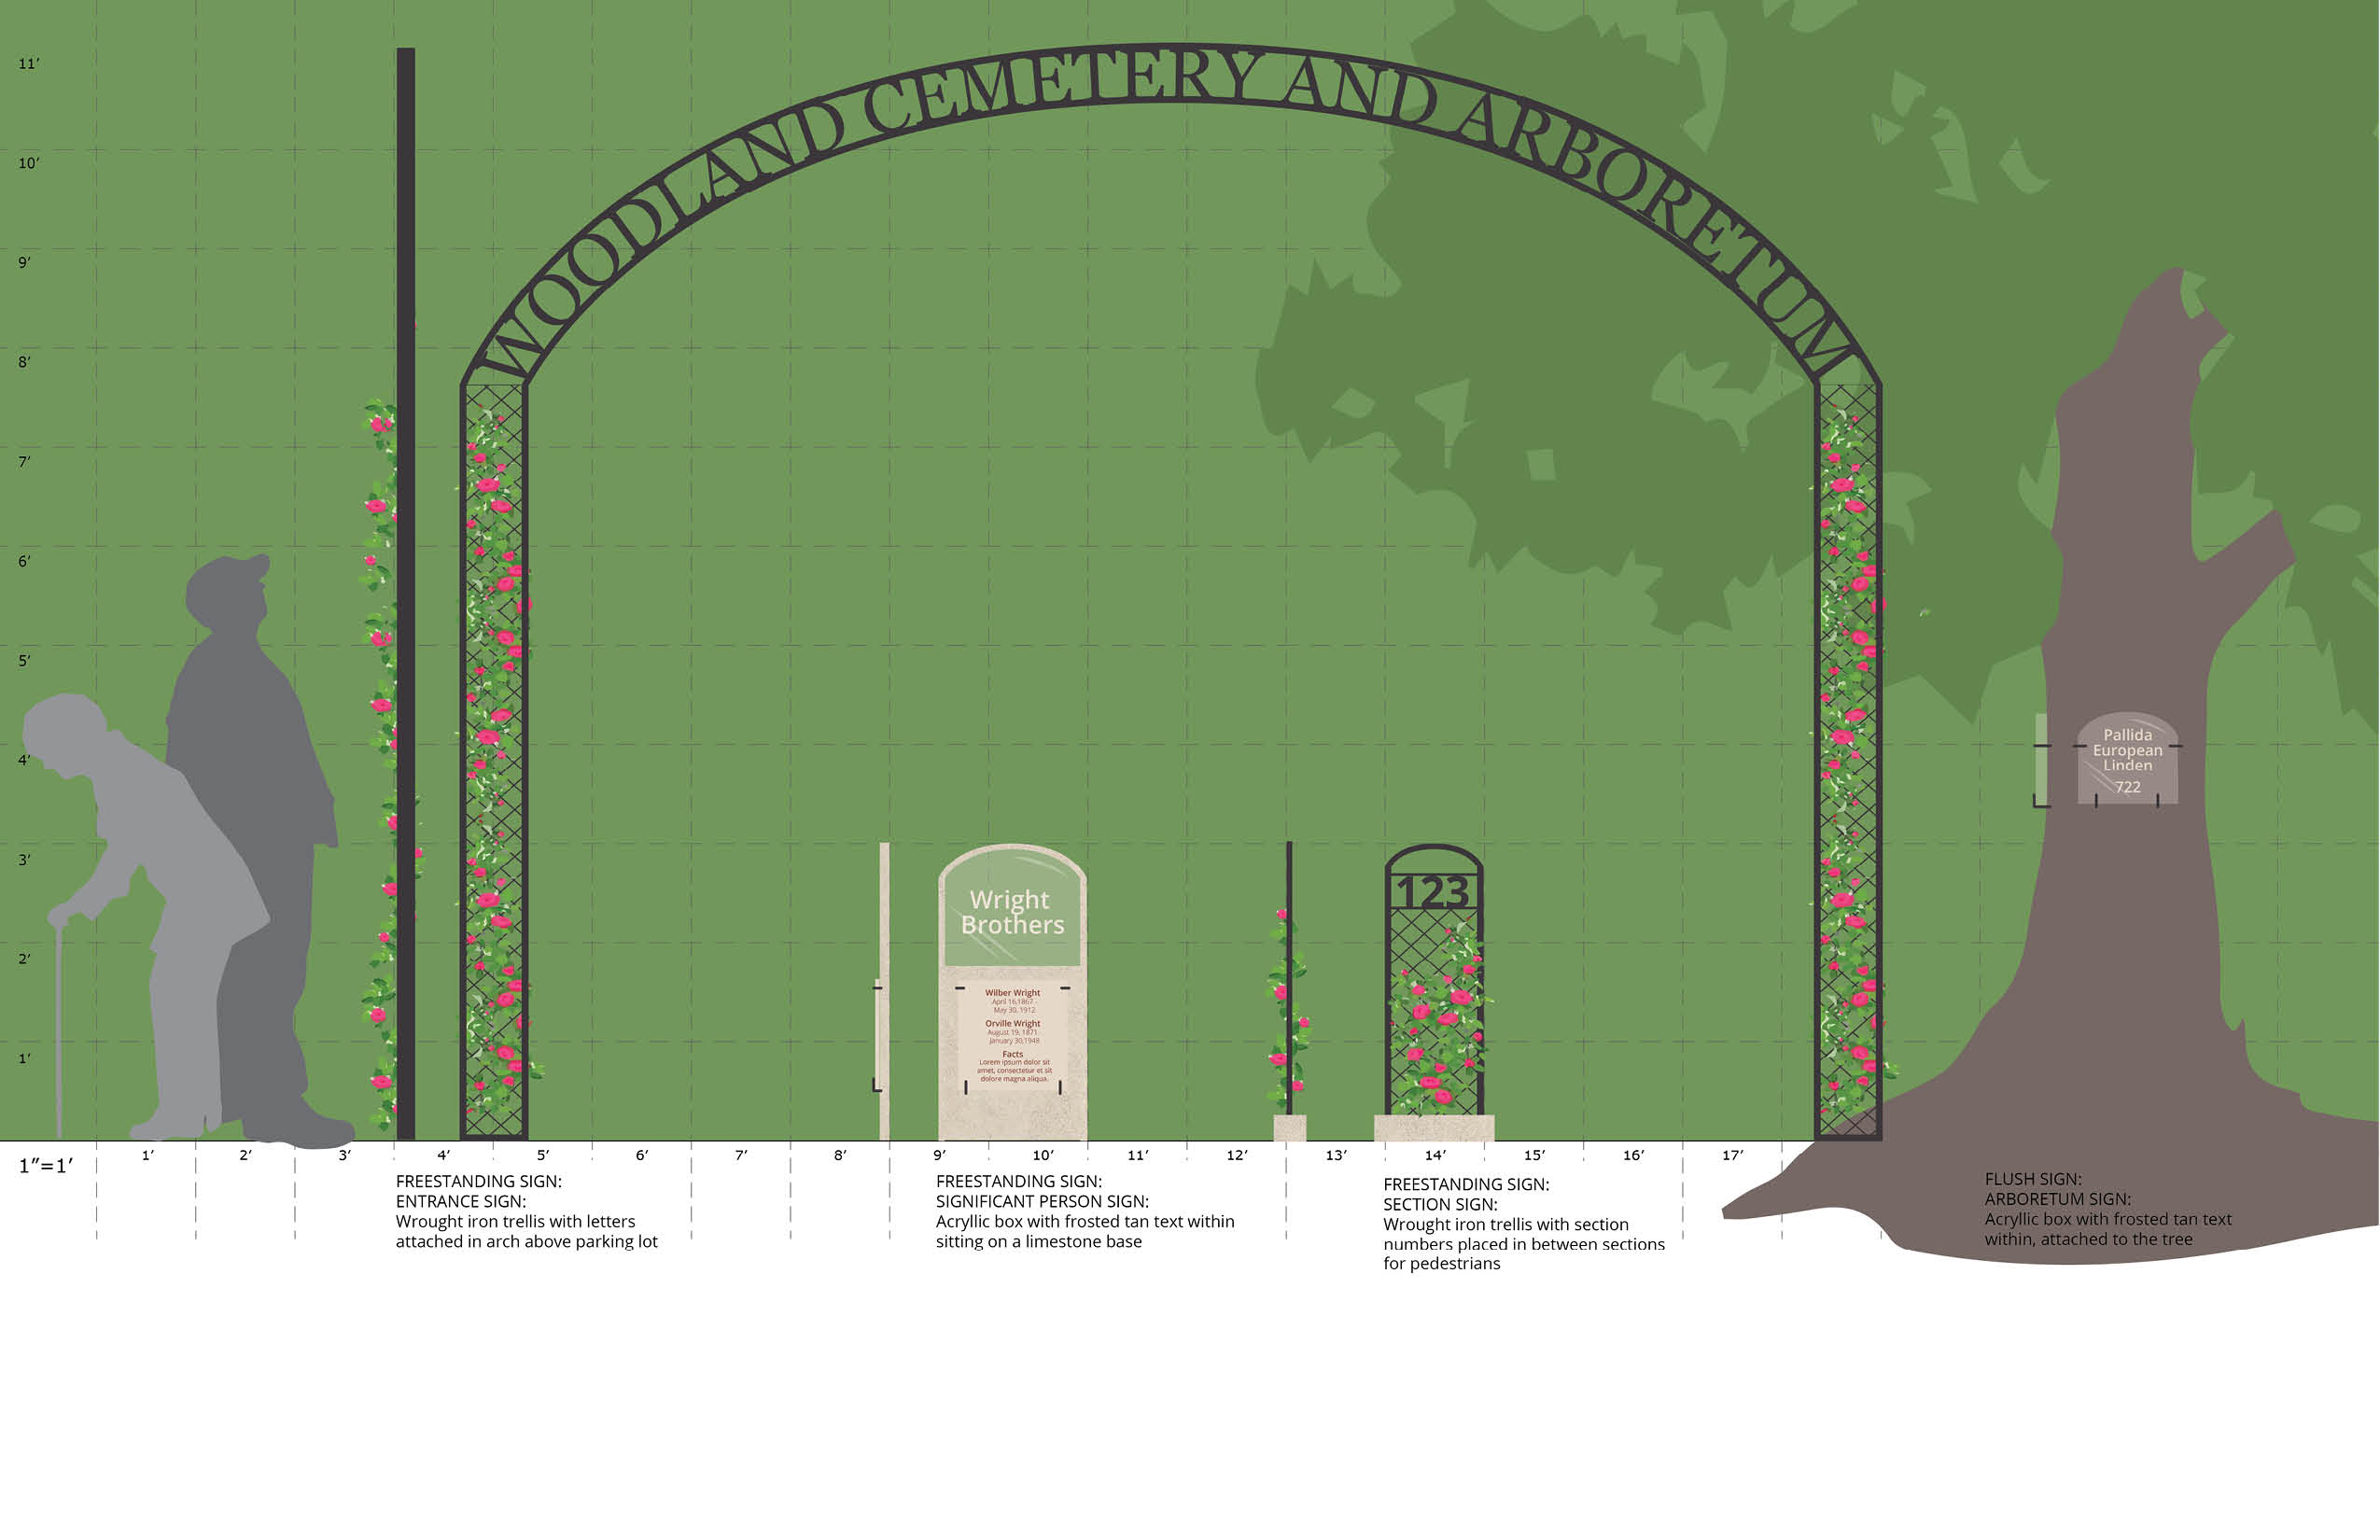 WOODLAND CEMETERY AND ARBORETUM
11’
10’
9’
8’
7’
6’
5’
4’
3’
2’
1’
Pallida
European
Linden
722
Wright
Brothers
Wilber Wright
April 16,1867 -
May 30, 1912
Orville Wright
August 19, 1871 -
January 30,1948
Facts
Lorem ipsum dolor sit
amet, consectetur et sit
dolore magna aliqua.
123
1”=1’
1’ 2’ 3’ 4’ 5’ 6’ 7’ 8’ 9’ 10’ 11’ 12’ 13’ 14’ 15’ 16’ 17’
FREESTANDING SIGN:
ENTRANCE SIGN:
Wrought iron trellis with letters
attached in arch above parking lot
FREESTANDING SIGN:
SIGNIFICANT PERSON SIGN:
Acryllic box with frosted tan text within
sitting on a limestone base
FREESTANDING SIGN:
SECTION SIGN:
Wrought iron trellis with section
numbers placed in between sections
for pedestrians
FLUSH SIGN:
ARBORETUM SIGN:
Acryllic box with frosted tan text
within, attached to the tree